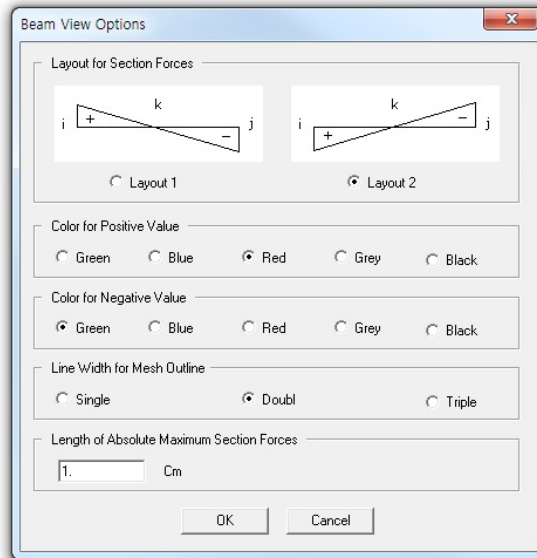 Beam View Options
Layout for Section Forces
k k
i + − j i + − j
Layout 1 Layout 2
Color for Positive Value
Green Blue Red Grey Black
Color for Negative Value
Green Blue Red Grey Black
Line Width for Mesh Outline
Single Doubl Triple
Length of Absolute Maximum Section Forces
1. Cm
OK Cancel